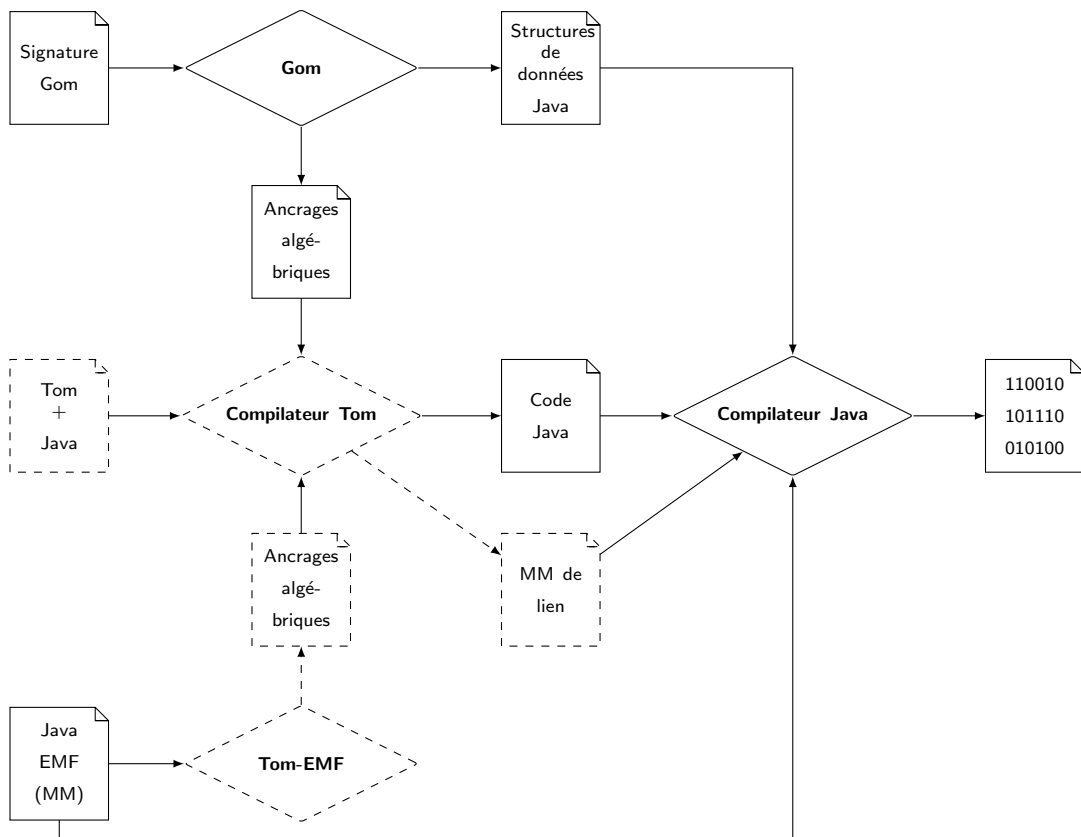 Signature
Gom
Gom
Structures
de
données
Java
Ancrages
algé-
briques
Tom
+
Java
Compilateur Tom
Code
Java
Compilateur Java
110010
101110
010100
Ancrages
algé-
briques
MM de
lien
Java
EMF
(MM)
Tom-EMF